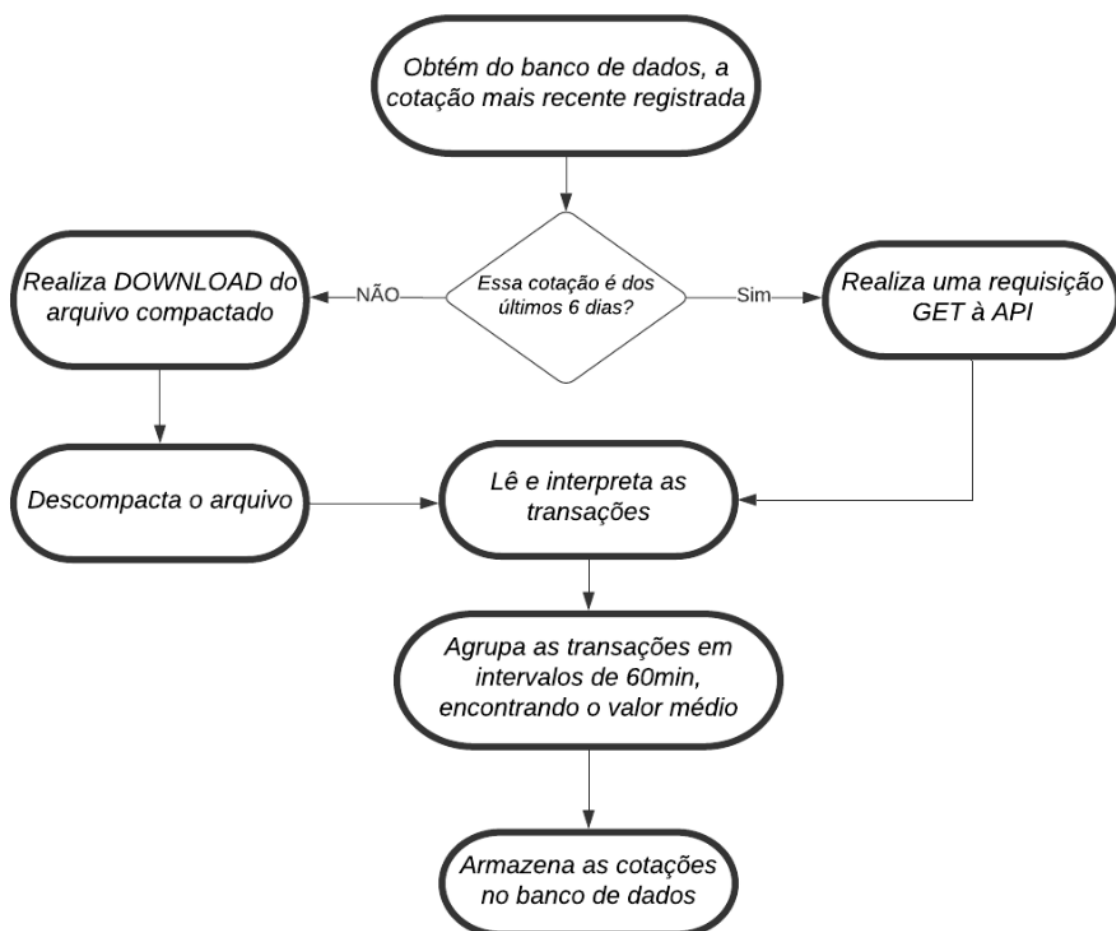 Obtém do banco de dados, a
cotação mais recente registrada
Realiza DOWNLOAD do
arquivo compactado
NÃO
Essa cotação é dos
últimos 6 dias?
Sim
Realiza uma requisição
GET à API
Descompacta o arquivo
Lê e interpreta as
transações
Agrupa as transações em
intervalos de 60min,
encontrando o valor médio
Armazena as cotações
no banco de dados